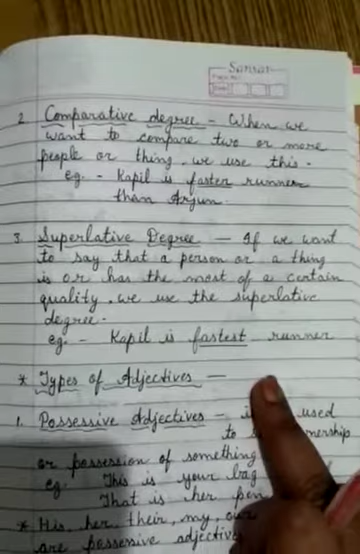 Sansar
2. Comparative degree - When we
want to compare two or more
people or thing. we use this.
eg. - Kapil is faster runner
than Arjun.
3. Superlative Degree - If we want
to say that a person or a thing
is or has the most of a certain
quality. we use the superlative
degree.
eg. - Kapil is fastest runner
* Types of Adjectives -
1. Possessive Adjectives - used
to
or possession of something
eg. This is your bag
That is her pen
* His, her, their, my, our
are possessive adjectives